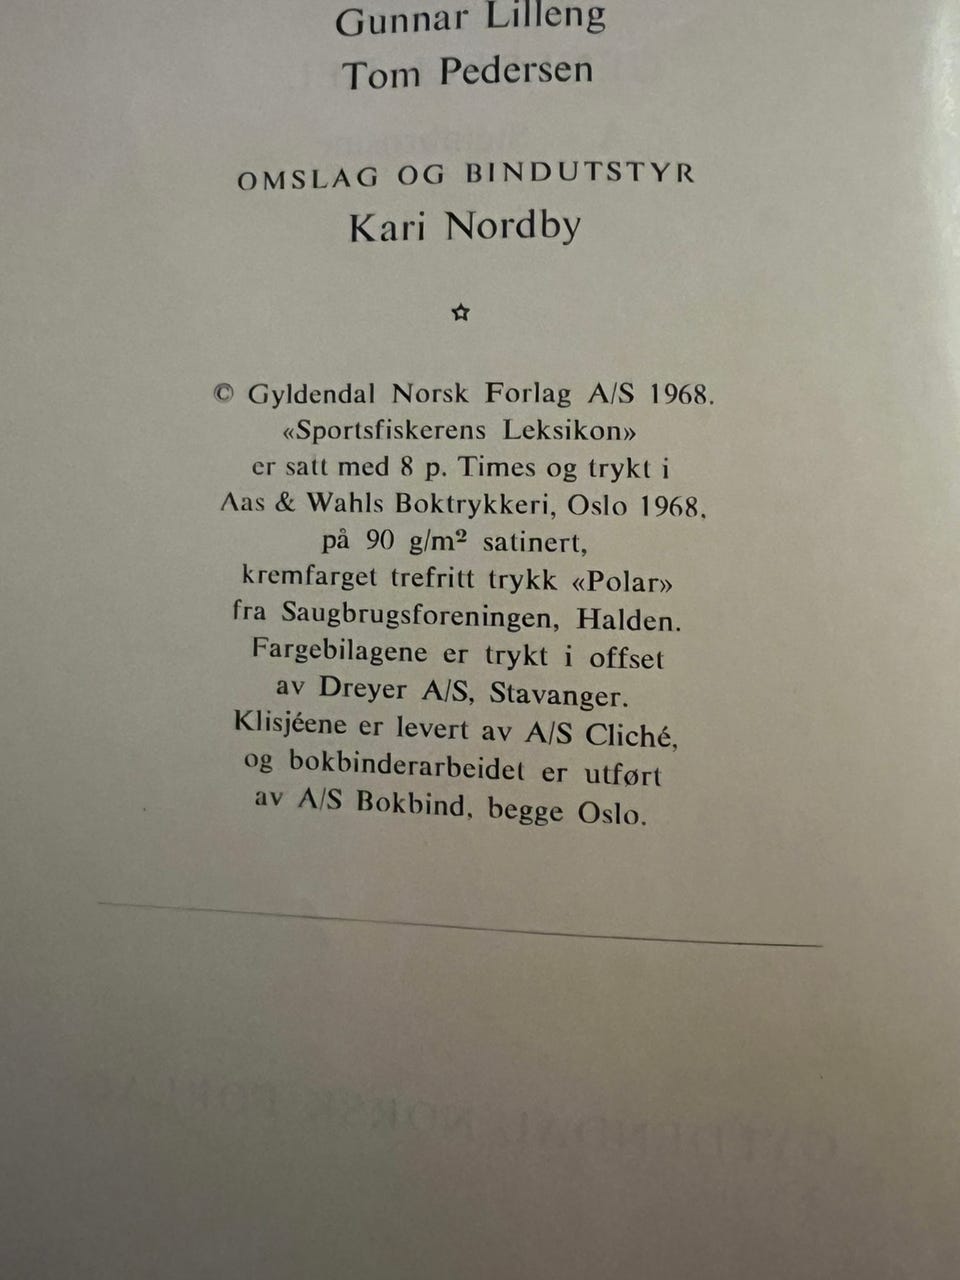 Gunnar Lilleng
Tom Pedersen
OMSLAG OG BINDUTSTYR
Kari Nordby
© Gyldendal Norsk Forlag A/S 1968.
«Sportsfiskerens Leksikon»
er satt med 8 p. Times og trykt i
Aas & Wahls Boktrykkeri, Oslo 1968,
på 90 g/m² satinert,
kremfarget trefritt trykk «Polar»
fra Saugbrugsforeningen, Halden.
Fargebilagene er trykt i offset
av Dreyer A/S, Stavanger.
Klisjéene er levert av A/S Cliché,
og bokbinderarbeidet er utført
av A/S Bokbind, begge Oslo.
GYLDENDAL NORSK FORLAG